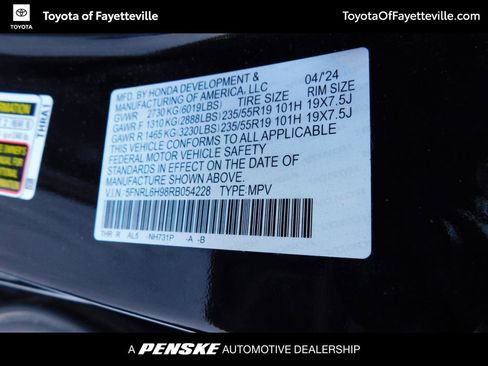 Toyota of Fayetteville
ToyotaOfFayetteville.com
TOYOTA
MFD. BY HONDA DEVELOPMENT & 04/24
MANUFACTURING OF AMERICA, LLC
GVWR 2730 KG(6019LBS) TIRE SIZE RIM SIZE
GAWR F 1310 KG(2888LBS) 235/55R19 101H 19X7.5J
GAWR R 1465 KG(3230LBS) 235/55R19 101H 19X7.5J
THIS VEHICLE CONFORMS TO ALL APPLICABLE
FEDERAL MOTOR VEHICLE SAFETY
STANDARDS IN EFFECT ON THE DATE OF
MANUFACTURE SHOWN ABOVE.
V.I.N.: 5FNRL6H98RB054228 TYPE:MPV
THR R AL5 -NH731P -A -B
THRA1
A PENSKE AUTOMOTIVE DEALERSHIP